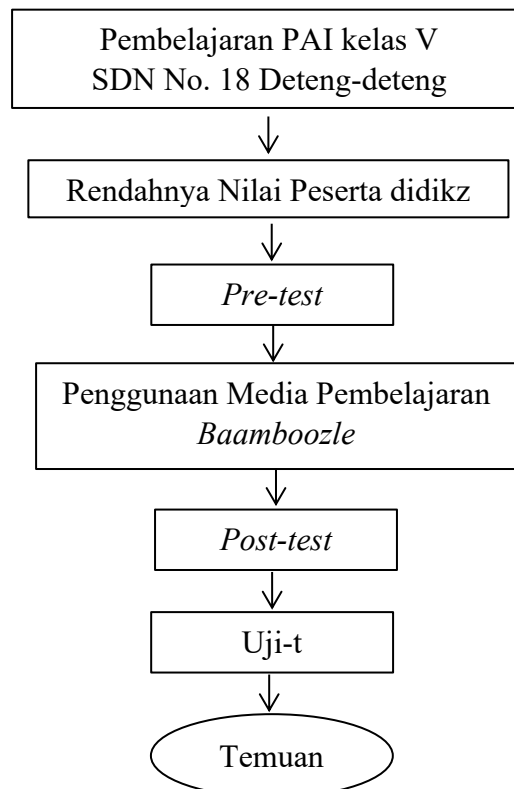 Pembelajaran PAI kelas V
SDN No. 18 Deteng-deteng
Rendahnya Nilai Peserta didikz
Pre-test
Penggunaan Media Pembelajaran
Baamboozle
Post-test
Uji-t
Temuan